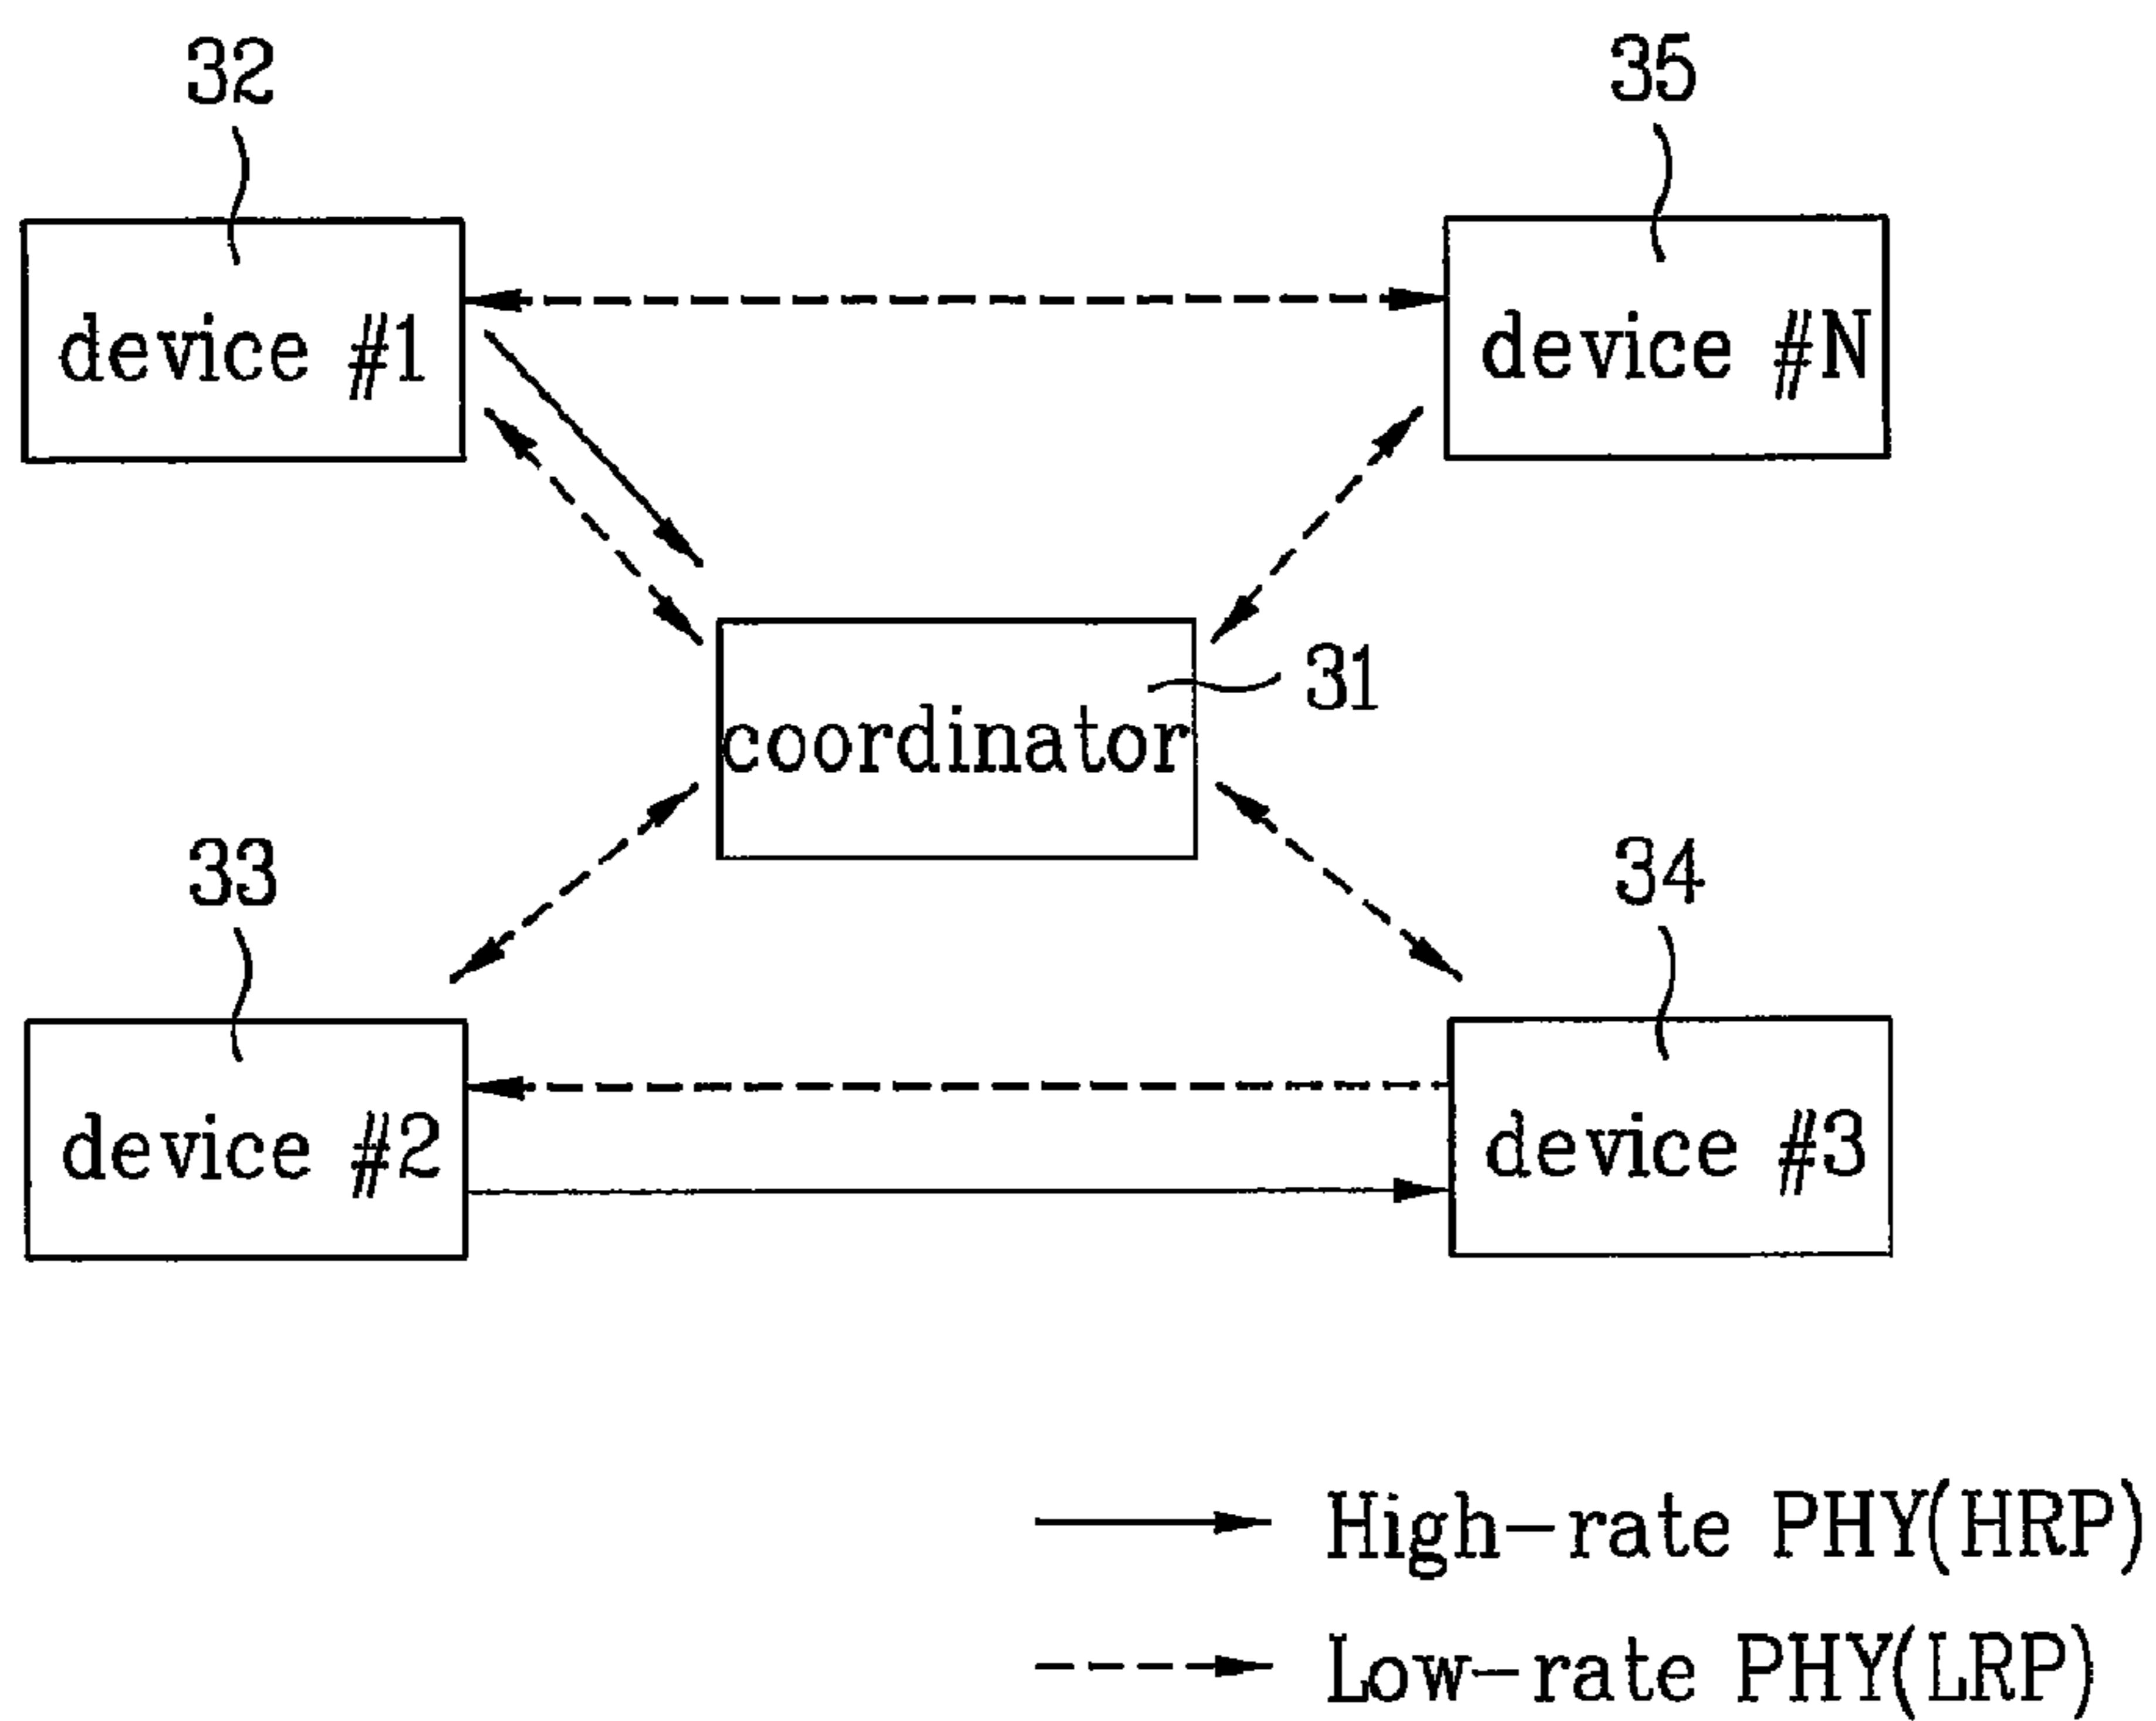 32
35
device #1
device #N
31
coordinator
33
34
device #2
device #3
High-rate PHY(HRP)
Low-rate PHY(LRP)